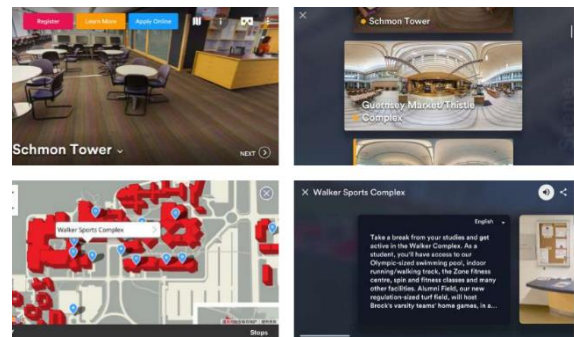 Register
Learn More
Apply Online
Schmon Tower
NEXT
Schmon Tower
Guernsey Market/Thistle
Complex
Walker Sports Complex
Stops
Walker Sports Complex
English
Take a break from your studies and get
active in the Walker Complex. As a
student, you'll have access to our
Olympic-sized swimming pool, indoor
running/walking track, the Zone fitness
centre, spin and fitness classes and many
other facilities. Alumni Field, our new
regulation-sized turf field, will host
Brock's varsity teams' home games, in a...